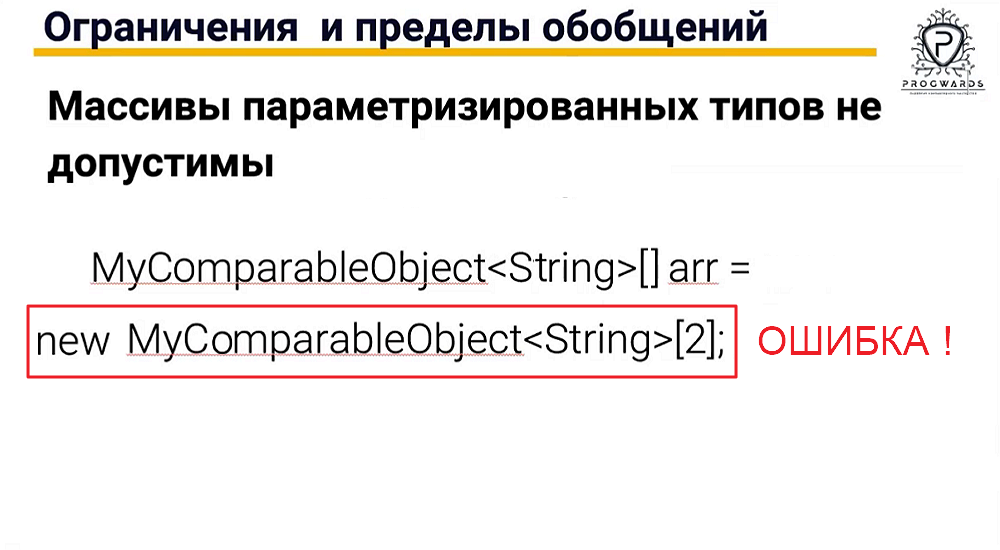 Ограничения и пределы обобщений
PROGWARDS
Массивы параметризированных типов не
допустимы
MyComparableObject<String>[] arr =
new MyComparableObject<String>[2]; ОШИБКА !